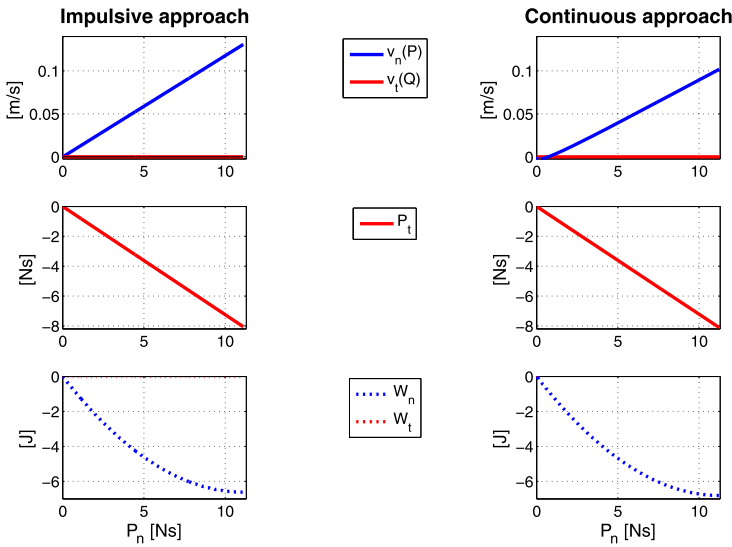 Impulsive approach
Continuous approach
[m/s]
0.1
0.05
0
0
5
10
v_n(P)
v_t(Q)
[m/s]
0.1
0.05
0
0
5
10
[Ns]
0
−2
−4
−6
−8
0
5
10
P_t
[Ns]
0
−2
−4
−6
−8
0
5
10
[J]
0
−2
−4
−6
0
5
10
P_n [Ns]
W_n
W_t
[J]
0
−2
−4
−6
0
5
10
P_n [Ns]